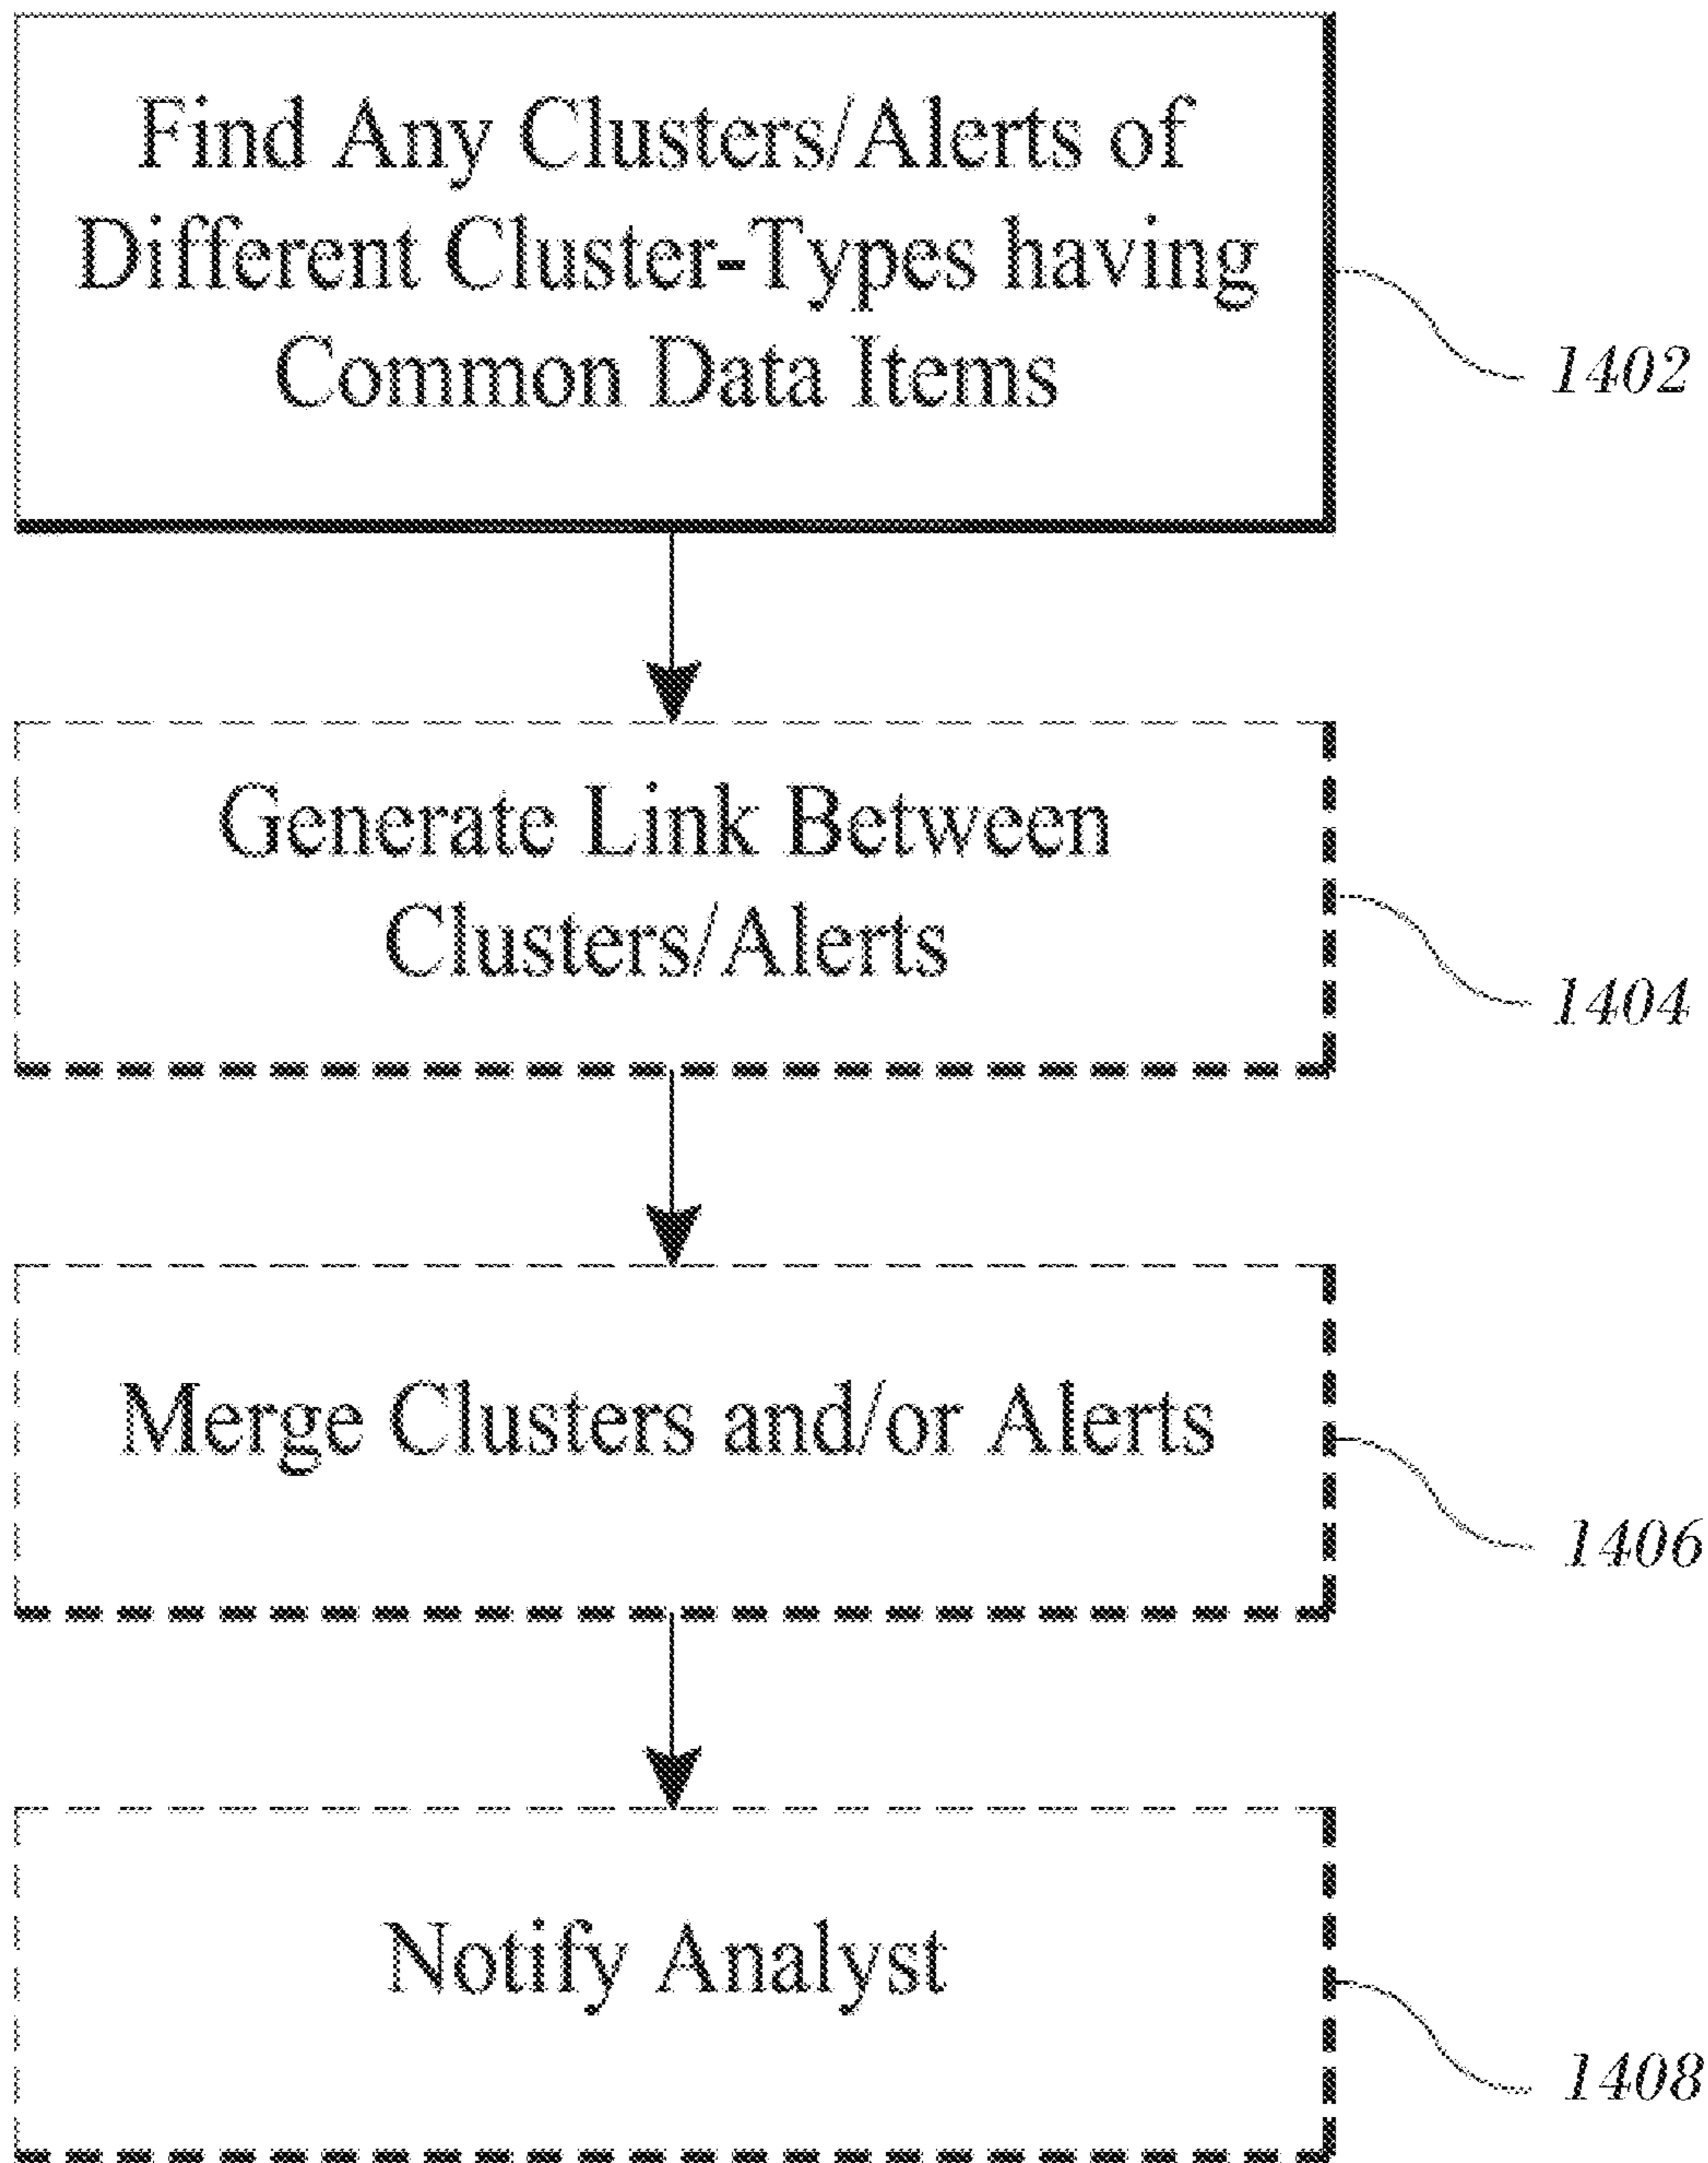 Find Any Clusters/Alerts of
Different Cluster-Types having
Common Data Items
1402
Generate Link Between
Clusters/Alerts
1404
Merge Clusters and/or Alerts
1406
Notify Analyst
1408